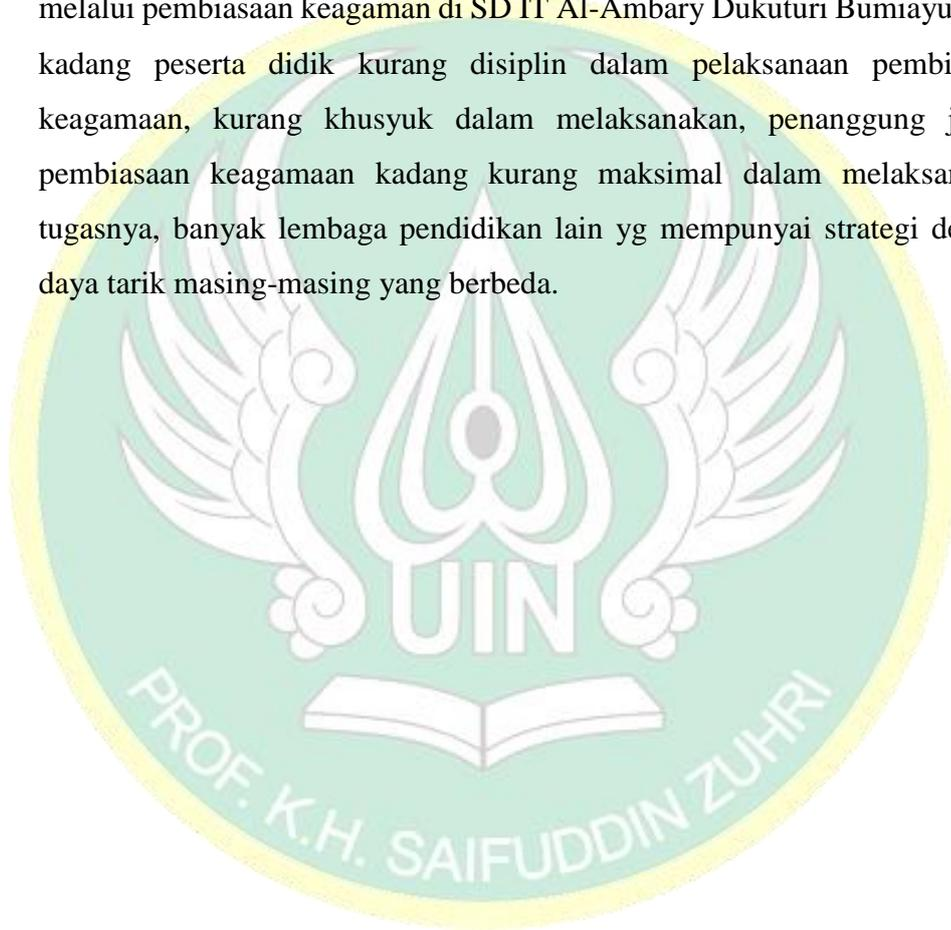 melalui pembiasaan keagaman di SD IT Al-Ambary Dukuturi Bumiayu
kadang peserta didik kurang disiplin dalam pelaksanaan
keagamaan, kurang khusyuk dalam melaksanakan, penanggung
pembiasaan keagamaan kadang kurang maksimal dalam
tugasnya, banyak lembaga pendidikan lain yg mempunyai strategi
daya tarik masing-masing yang berbeda.
UIN
PROF. K.H. SAIFUDDIN ZUHRI